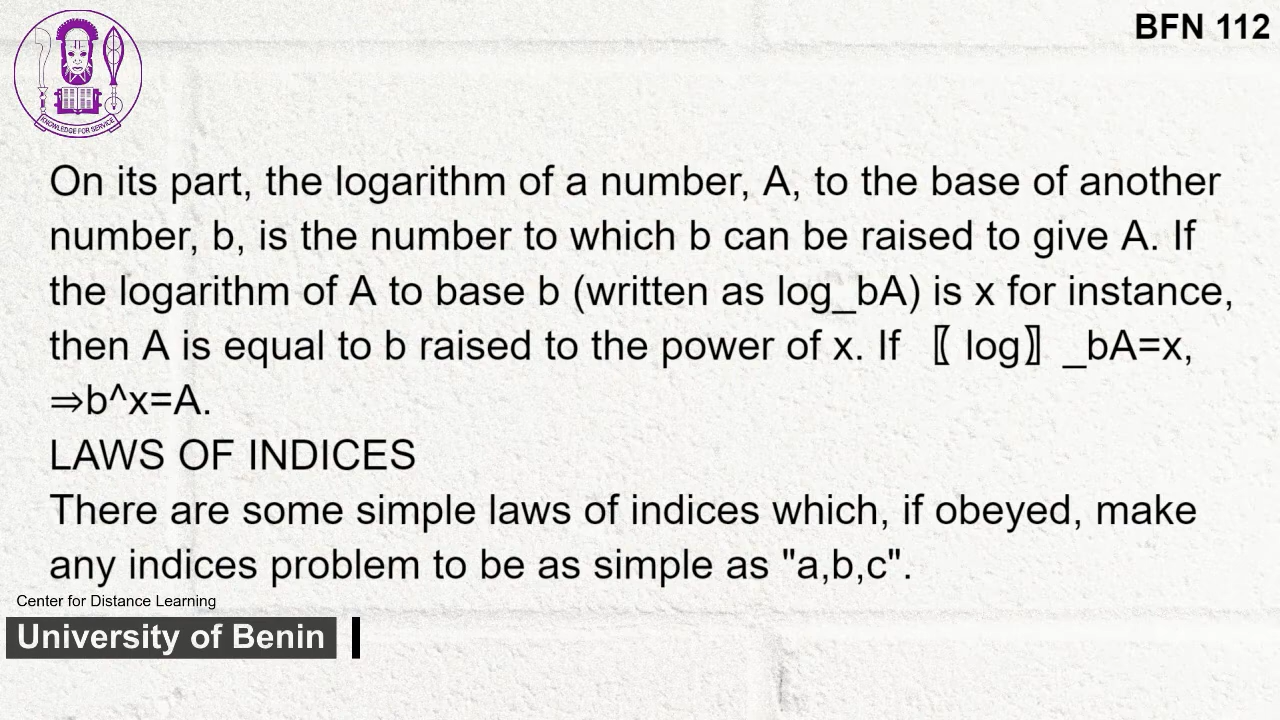 BFN 112
KNOWLEDGE FOR SERVICE
On its part, the logarithm of a number, A, to the base of another
number, b, is the number to which b can be raised to give A. If
the logarithm of A to base b (written as log_bA) is x for instance,
then A is equal to b raised to the power of x. If 〖 log〗_bA=x,
⇒b^x=A.
LAWS OF INDICES
There are some simple laws of indices which, if obeyed, make
any indices problem to be as simple as "a,b,c".
Center for Distance Learning
University of Benin